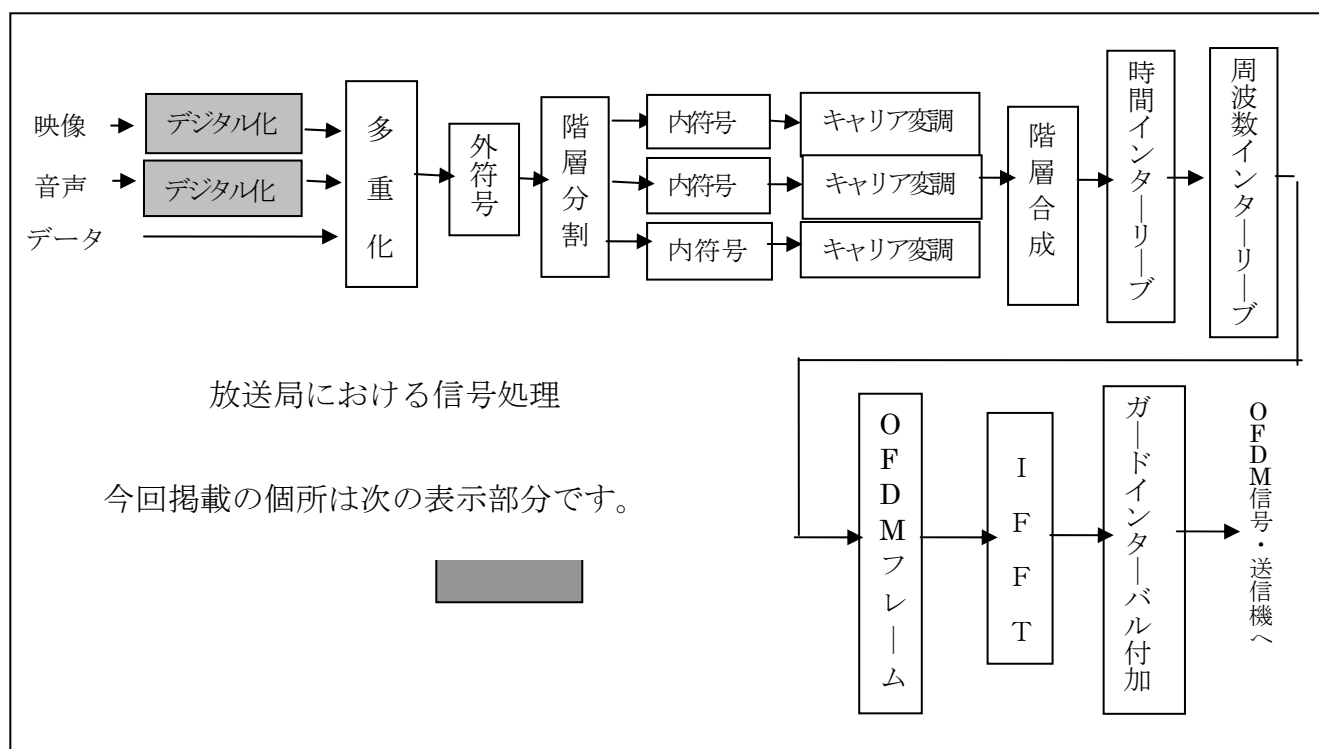 映像
デジタル化
音声
デジタル化
データ
多重化
外符号
階層分割
内符号
キャリア変調
内符号
キャリア変調
内符号
キャリア変調
階層合成
時間インターリーブ
周波数インターリーブ
放送局における信号処理
今回掲載の個所は次の表示部分です。
OFDMフレーム
IFFT
ガードインターバル付加
OFDM信号・送信機へ